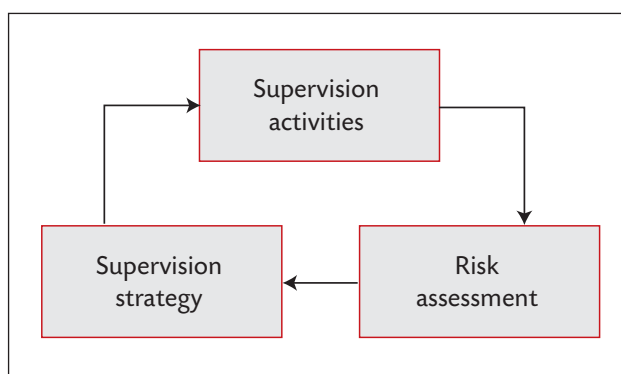 Supervision
activities
Supervision
strategy
Risk
assessment